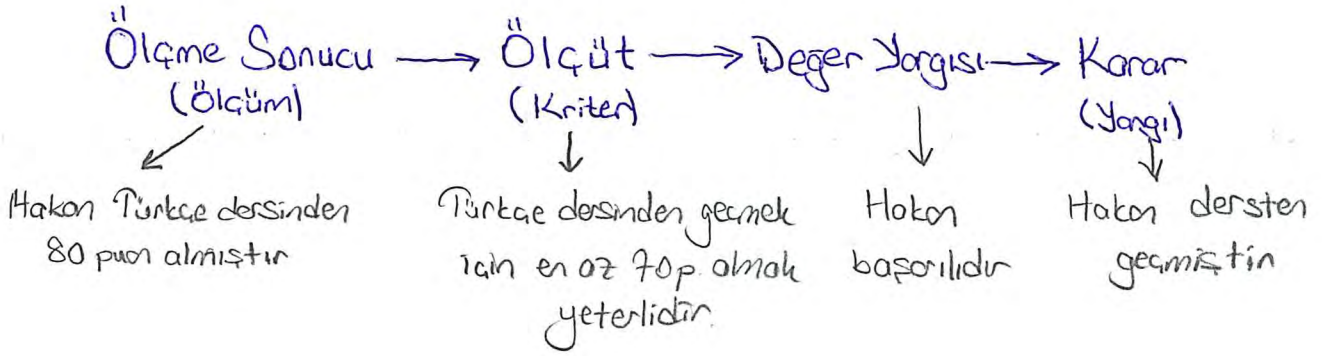 Ölçme Sonucu → Ölçüt → Değer Yargısı → Karar
(Ölçüm) (Kriter) (Yargı)
Hakan Türkçe dersinden Türkçe dersinden geçmek Hakan Hakan dersten
80 puan almıştır için en az 70p. almak başarılıdır geçmiştir
yeterlidir.